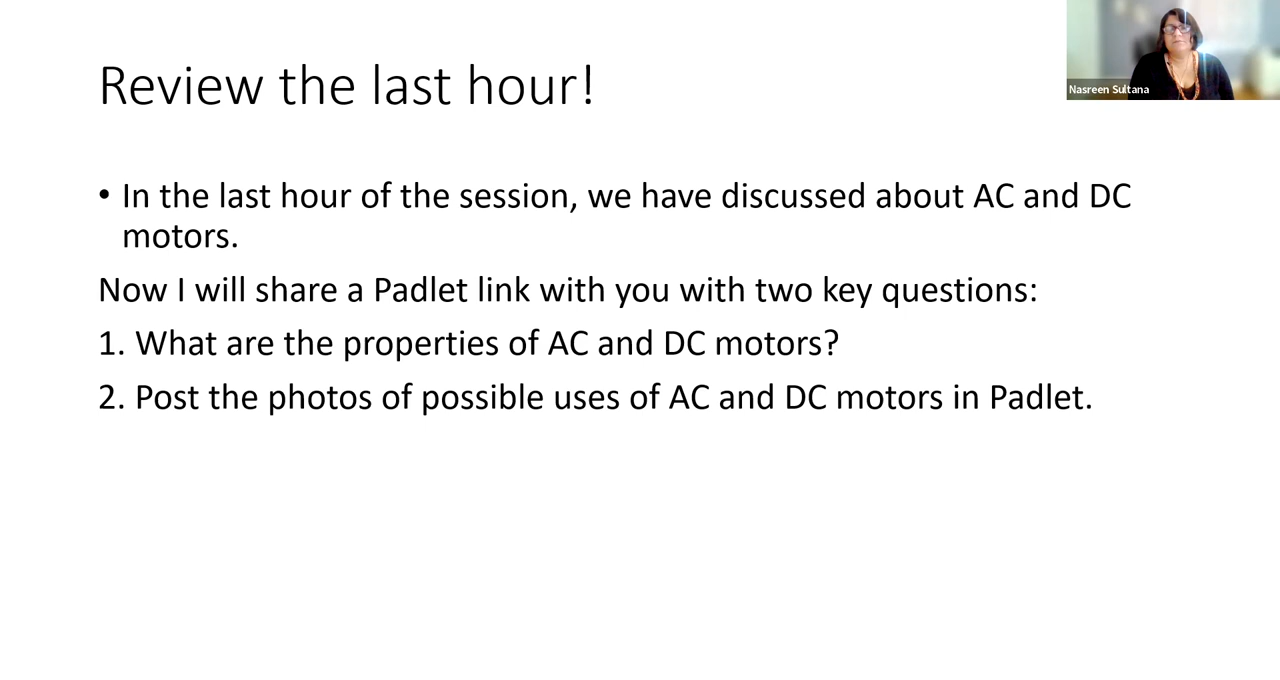 Review the last hour!
Nasreen Sultana
• In the last hour of the session, we have discussed about AC and DC
motors.
Now I will share a Padlet link with you with two key questions:
1. What are the properties of AC and DC motors?
2. Post the photos of possible uses of AC and DC motors in Padlet.